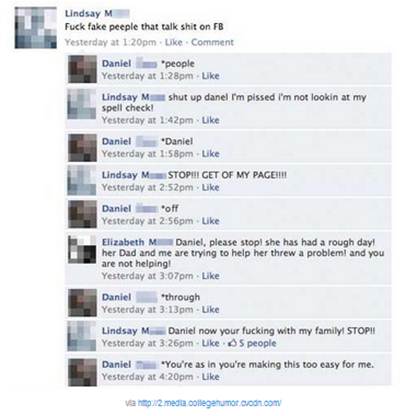 Lindsay M
Fuck fake peeple that talk shit on FB
Yesterday at 1:20pm · Like · Comment
Daniel *people
Yesterday at 1:28pm · Like
Lindsay M shut up danel I'm pissed i'm not lookin at my
spell check!
Yesterday at 1:42pm · Like
Daniel *Daniel
Yesterday at 1:58pm · Like
Lindsay M STOP!!! GET OF MY PAGE!!!!
Yesterday at 2:52pm · Like
Daniel *off
Yesterday at 2:56pm · Like
Elizabeth M Daniel, please stop! she has had a rough day!
her Dad and me are trying to help her threw a problem! and you
are not helping!
Yesterday at 3:07pm · Like
Daniel *through
Yesterday at 3:13pm · Like
Lindsay M Daniel now your fucking with my family! STOP!!
Yesterday at 3:26pm · Like · 5 people
Daniel *You're as in you're making this too easy for me.
Yesterday at 4:20pm · Like
via http://2.media.collegehumor.cvcdn.com/